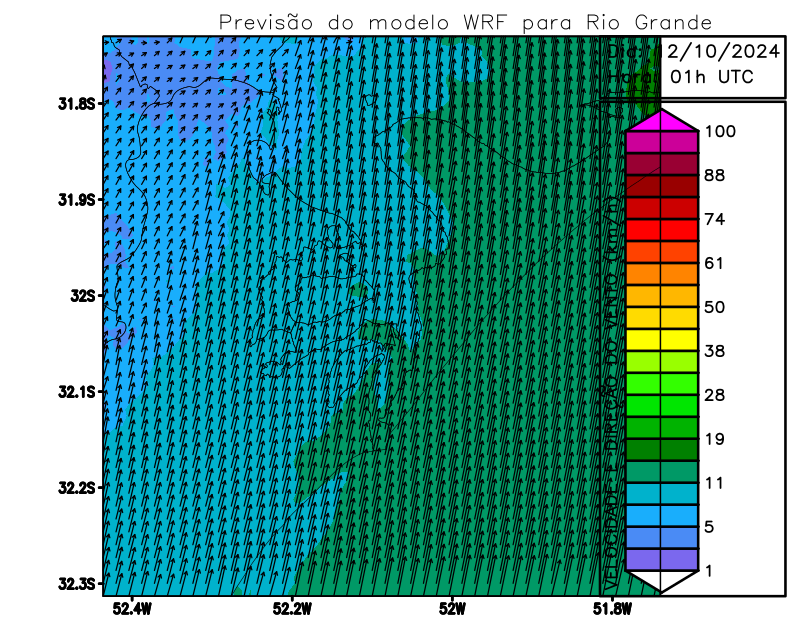 Previsão do modelo WRF para Rio Grande
Dia: 12/10/2024
Hora: 01h UTC
VELOCIDADE E DIREÇÃO DO VENTO (km/h)
100
88
74
61
50
38
28
19
11
5
1
31.8S
31.9S
32S
32.1S
32.2S
32.3S
52.4W
52.2W
52W
51.8W